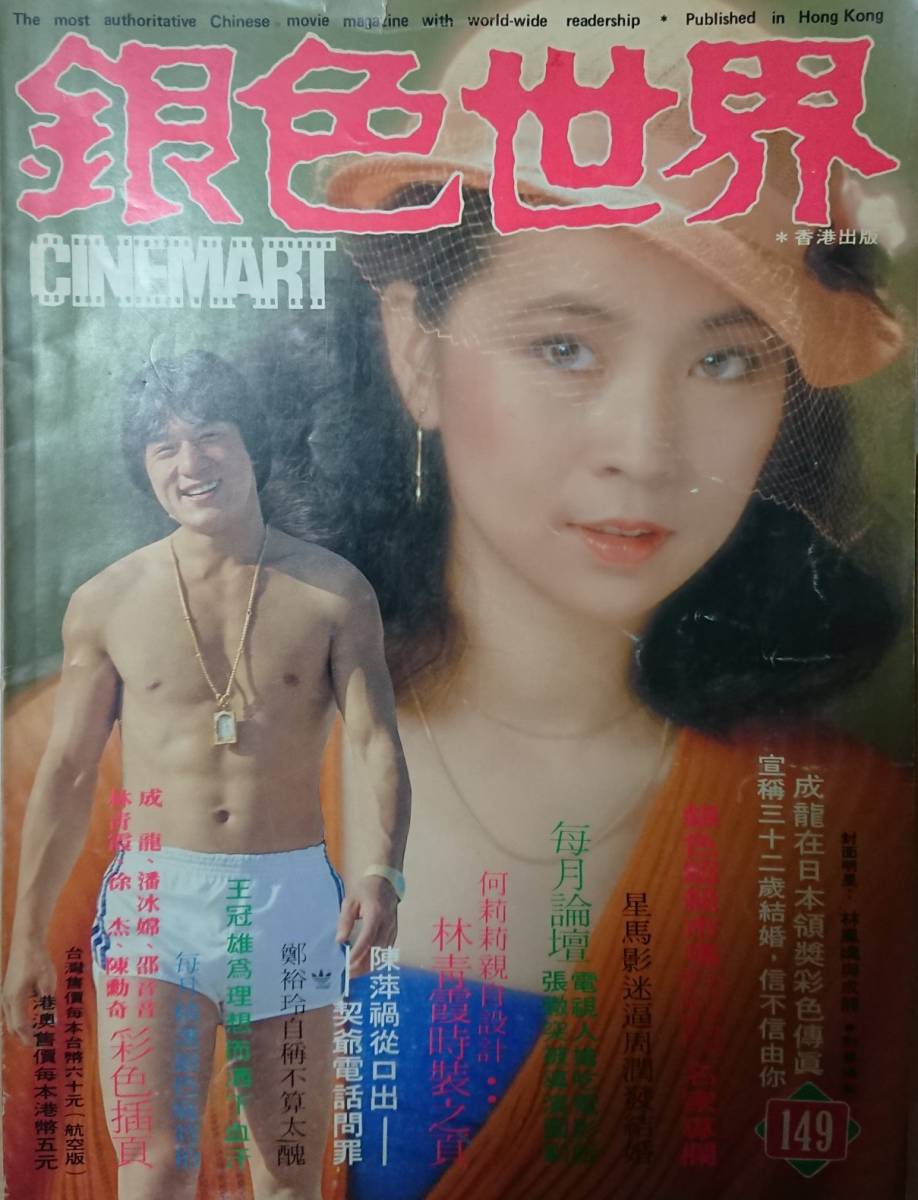 The most authoritative Chinese movie magazine with world-wide readership * Published in Hong Kong
銀色世界
*香港出版
CINEMART
成龍在日本領獎彩色傳真
宣稱三十二歲結婚，信不信由你
星馬影迷逼周潤發結婚
每月論壇
何莉莉親自設計：
林青霞時裝之頁
陳萍禍從口出——
——契爺電話問罪
鄭裕玲自稱不算太醜
王冠雄為理想而灑下血汗
成龍、潘冰嫦、邵音音
林青霞、徐杰、陳勳奇
彩色插頁
台灣售價每本台幣六十元（航空版）
港澳售價每本港幣五元
149